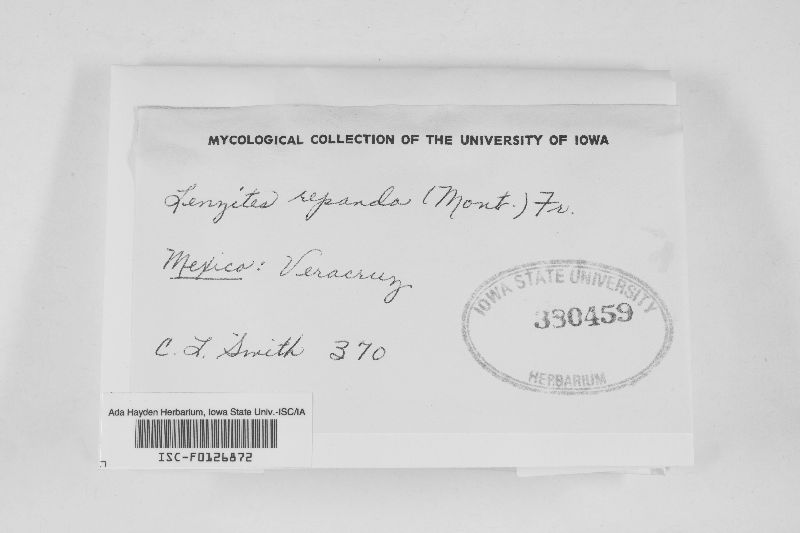 MYCOLOGICAL COLLECTION OF THE UNIVERSITY OF IOWA
Lenzites repanda (Mont.) Fr.
Mexico: Veracruz
C. L. Smith 370
IOWA STATE UNIVERSITY
380459
HERBARIUM
Ada Hayden Herbarium, Iowa State Univ.-ISC/IA
ISC-F0126872